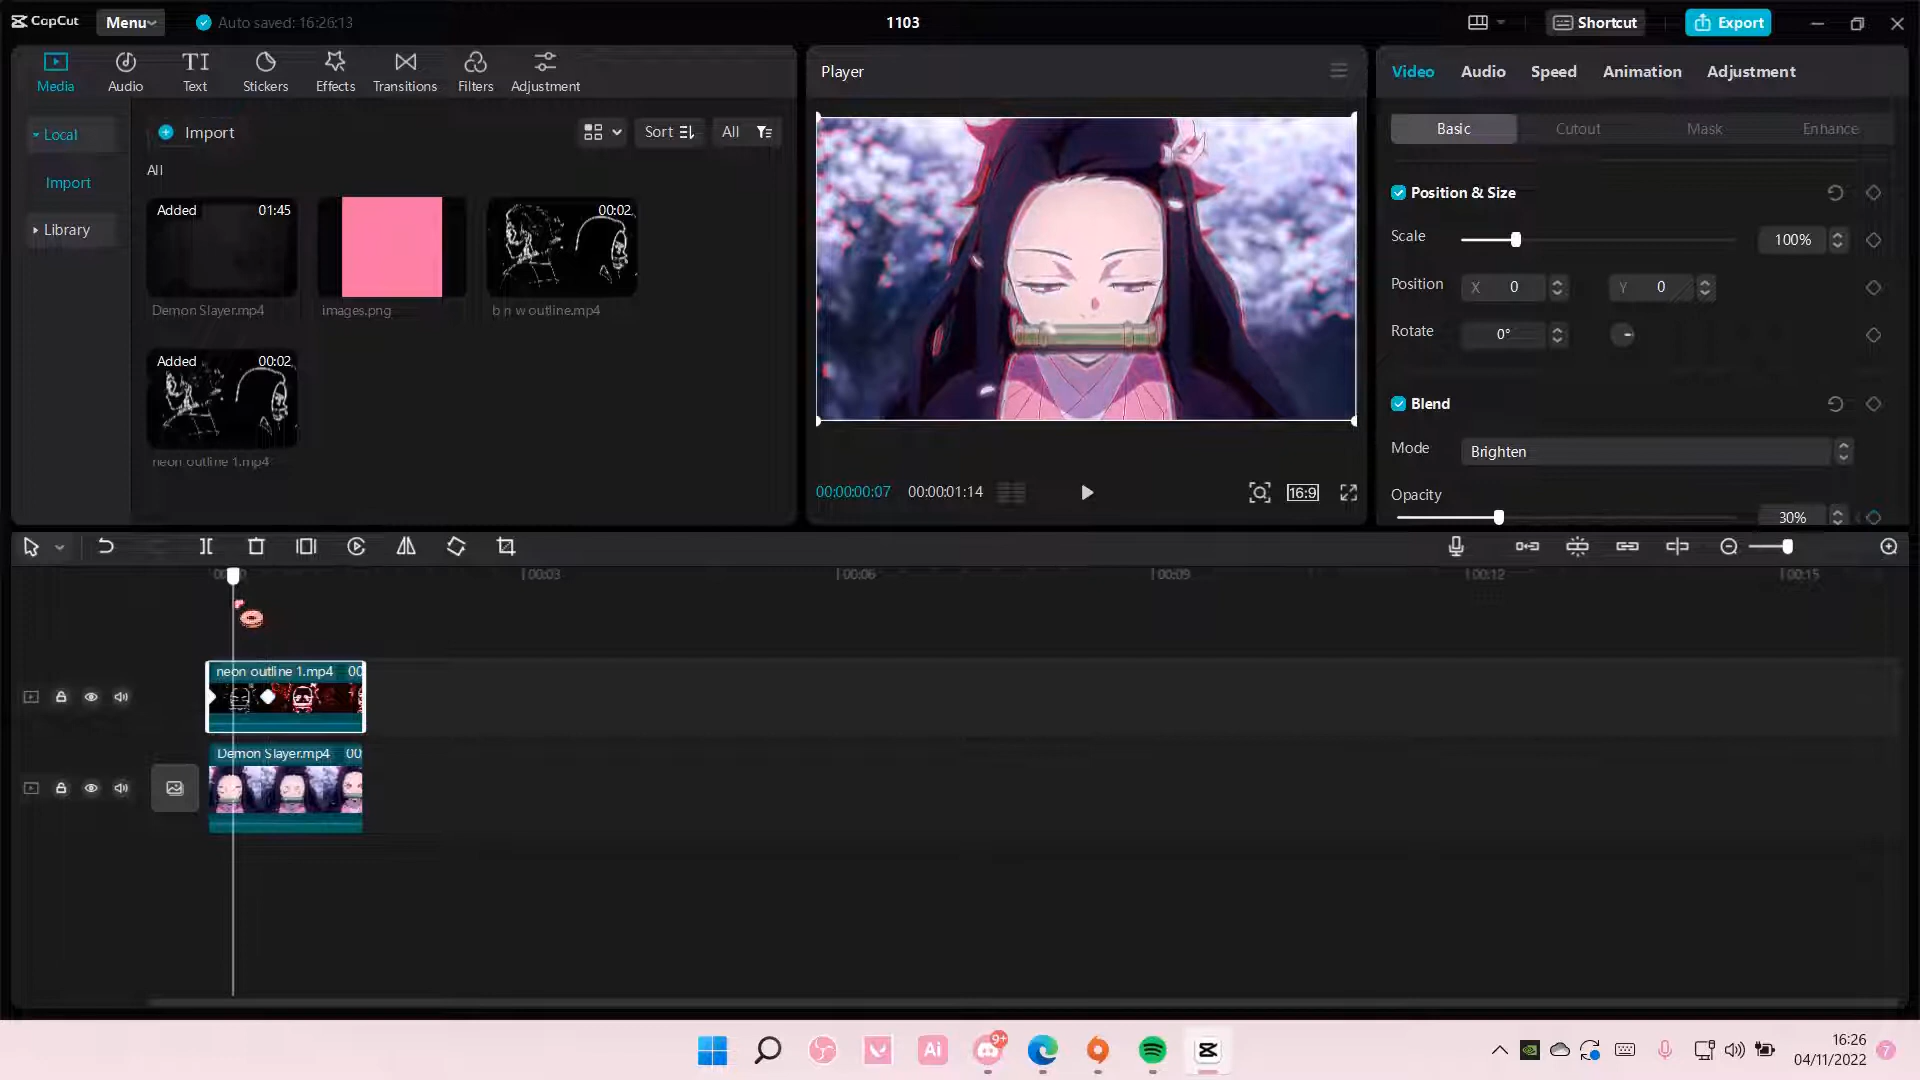 CapCut
Menu
Auto saved: 16:26:13
1103
Shortcut
Export
Media
Audio
Text
Stickers
Effects
Transitions
Filters
Adjustment
Local
Import
Library
Import
Sort
All
All
Added
01:45
Demon Slayer.mp4
images.png
00:02
b n w outline.mp4
Added
00:02
neon outline 1.mp4
Player
00:00:00:07
00:00:01:14
16:9
Video
Audio
Speed
Animation
Adjustment
Basic
Cutout
Mask
Enhance
Position & Size
Scale
100%
Position
X 0
Y 0
Rotate
0°
Blend
Mode
Brighten
Opacity
30%
00:03
00:06
00:09
00:12
00:15
neon outline 1.mp4 00
Demon Slayer.mp4 00
Ai
9+
16:26
04/11/2022
7